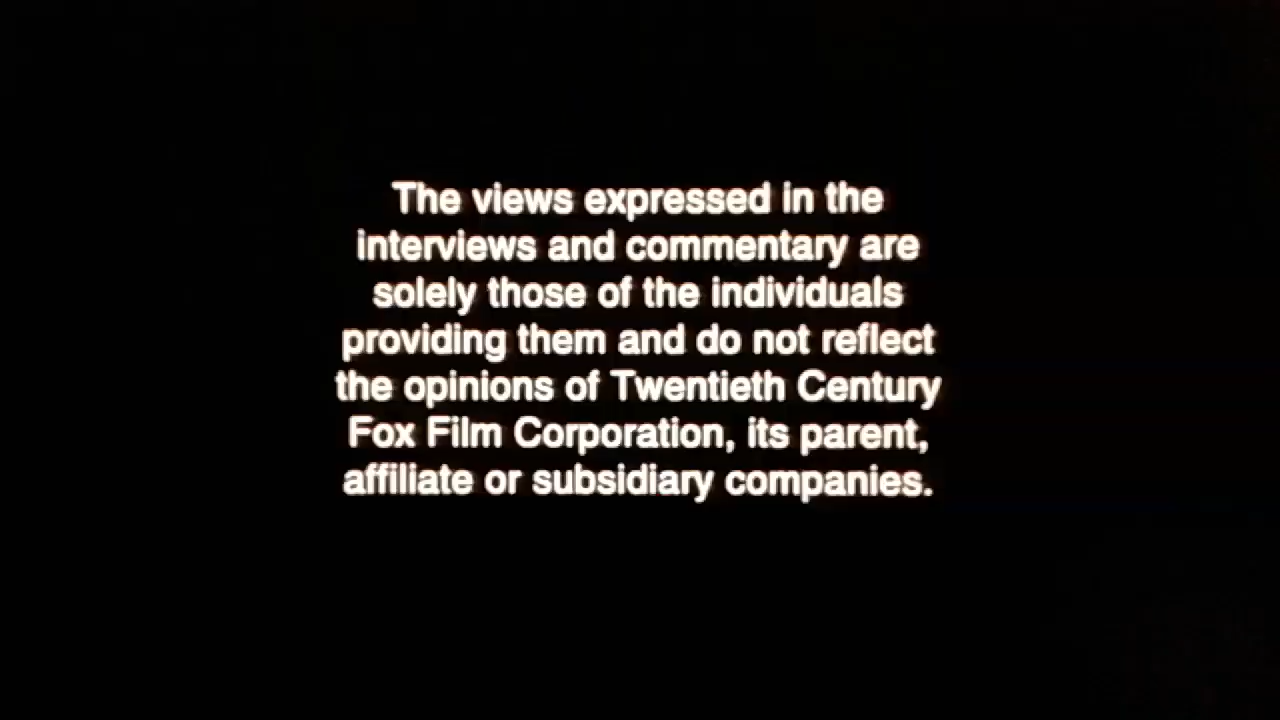 The views expressed in the
interviews and commentary are
solely those of the individuals
providing them and do not reflect
the opinions of Twentieth Century
Fox Film Corporation, its parent,
affiliate or subsidiary companies.